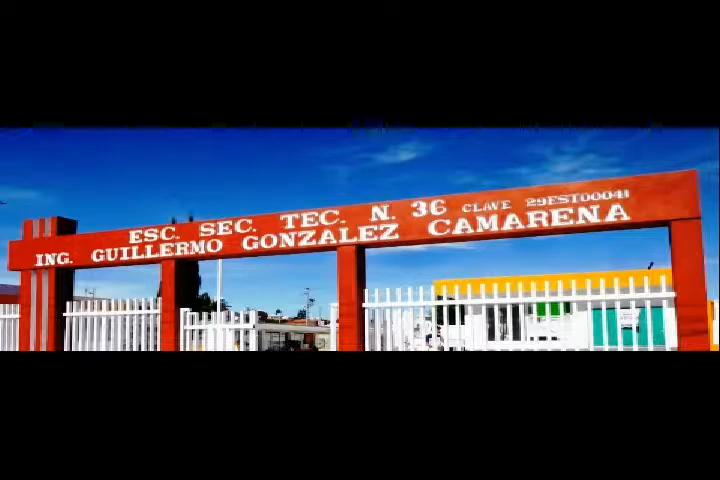 ESC. SEC. TEC. N. 36 CLAVE 29EST0004I
ING. GUILLERMO GONZALEZ CAMARENA